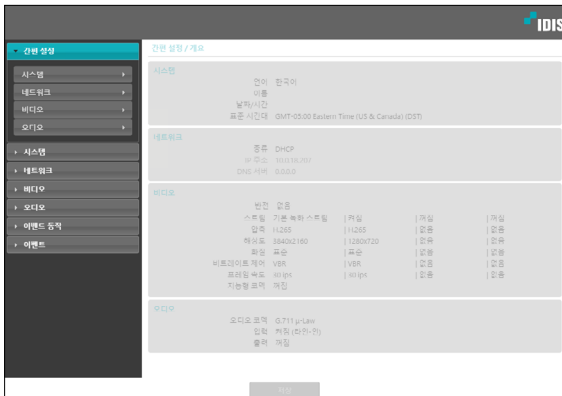 IDIS
간편 설정
시스템
네트워크
비디오
오디오
시스템
네트워크
비디오
오디오
이벤트 동작
이벤트
간편 설정 / 개요
시스템
언어 한국어
비틀
날짜/시간
표준 시간대 GMT-05:00 Eastern Time (US & Canada) (DST)
네트워크
종류 DHCP
IP 주소
DNS 서버 0.0.0.0
비디오
반전 없음
스트림 기본 복하 스트림 | 켜짐 | 꺼짐 | 꺼짐
압축 H.265 | H.265 | 없음 | 없음
해상도 3840x2160 | 1280x720 | 없음 | 없음
화질 표준 | 표준 | 없음 | 없음
비트레이트 제어 VBR | VBR | 없음 | 없음
프레임 속도 30 ips | 30 ips | 없음 | 없음
지능형 코덱 꺼짐
오디오
오디오 코덱 G.711 μ-Law
입력 켜짐 (라인-인)
출력 꺼짐